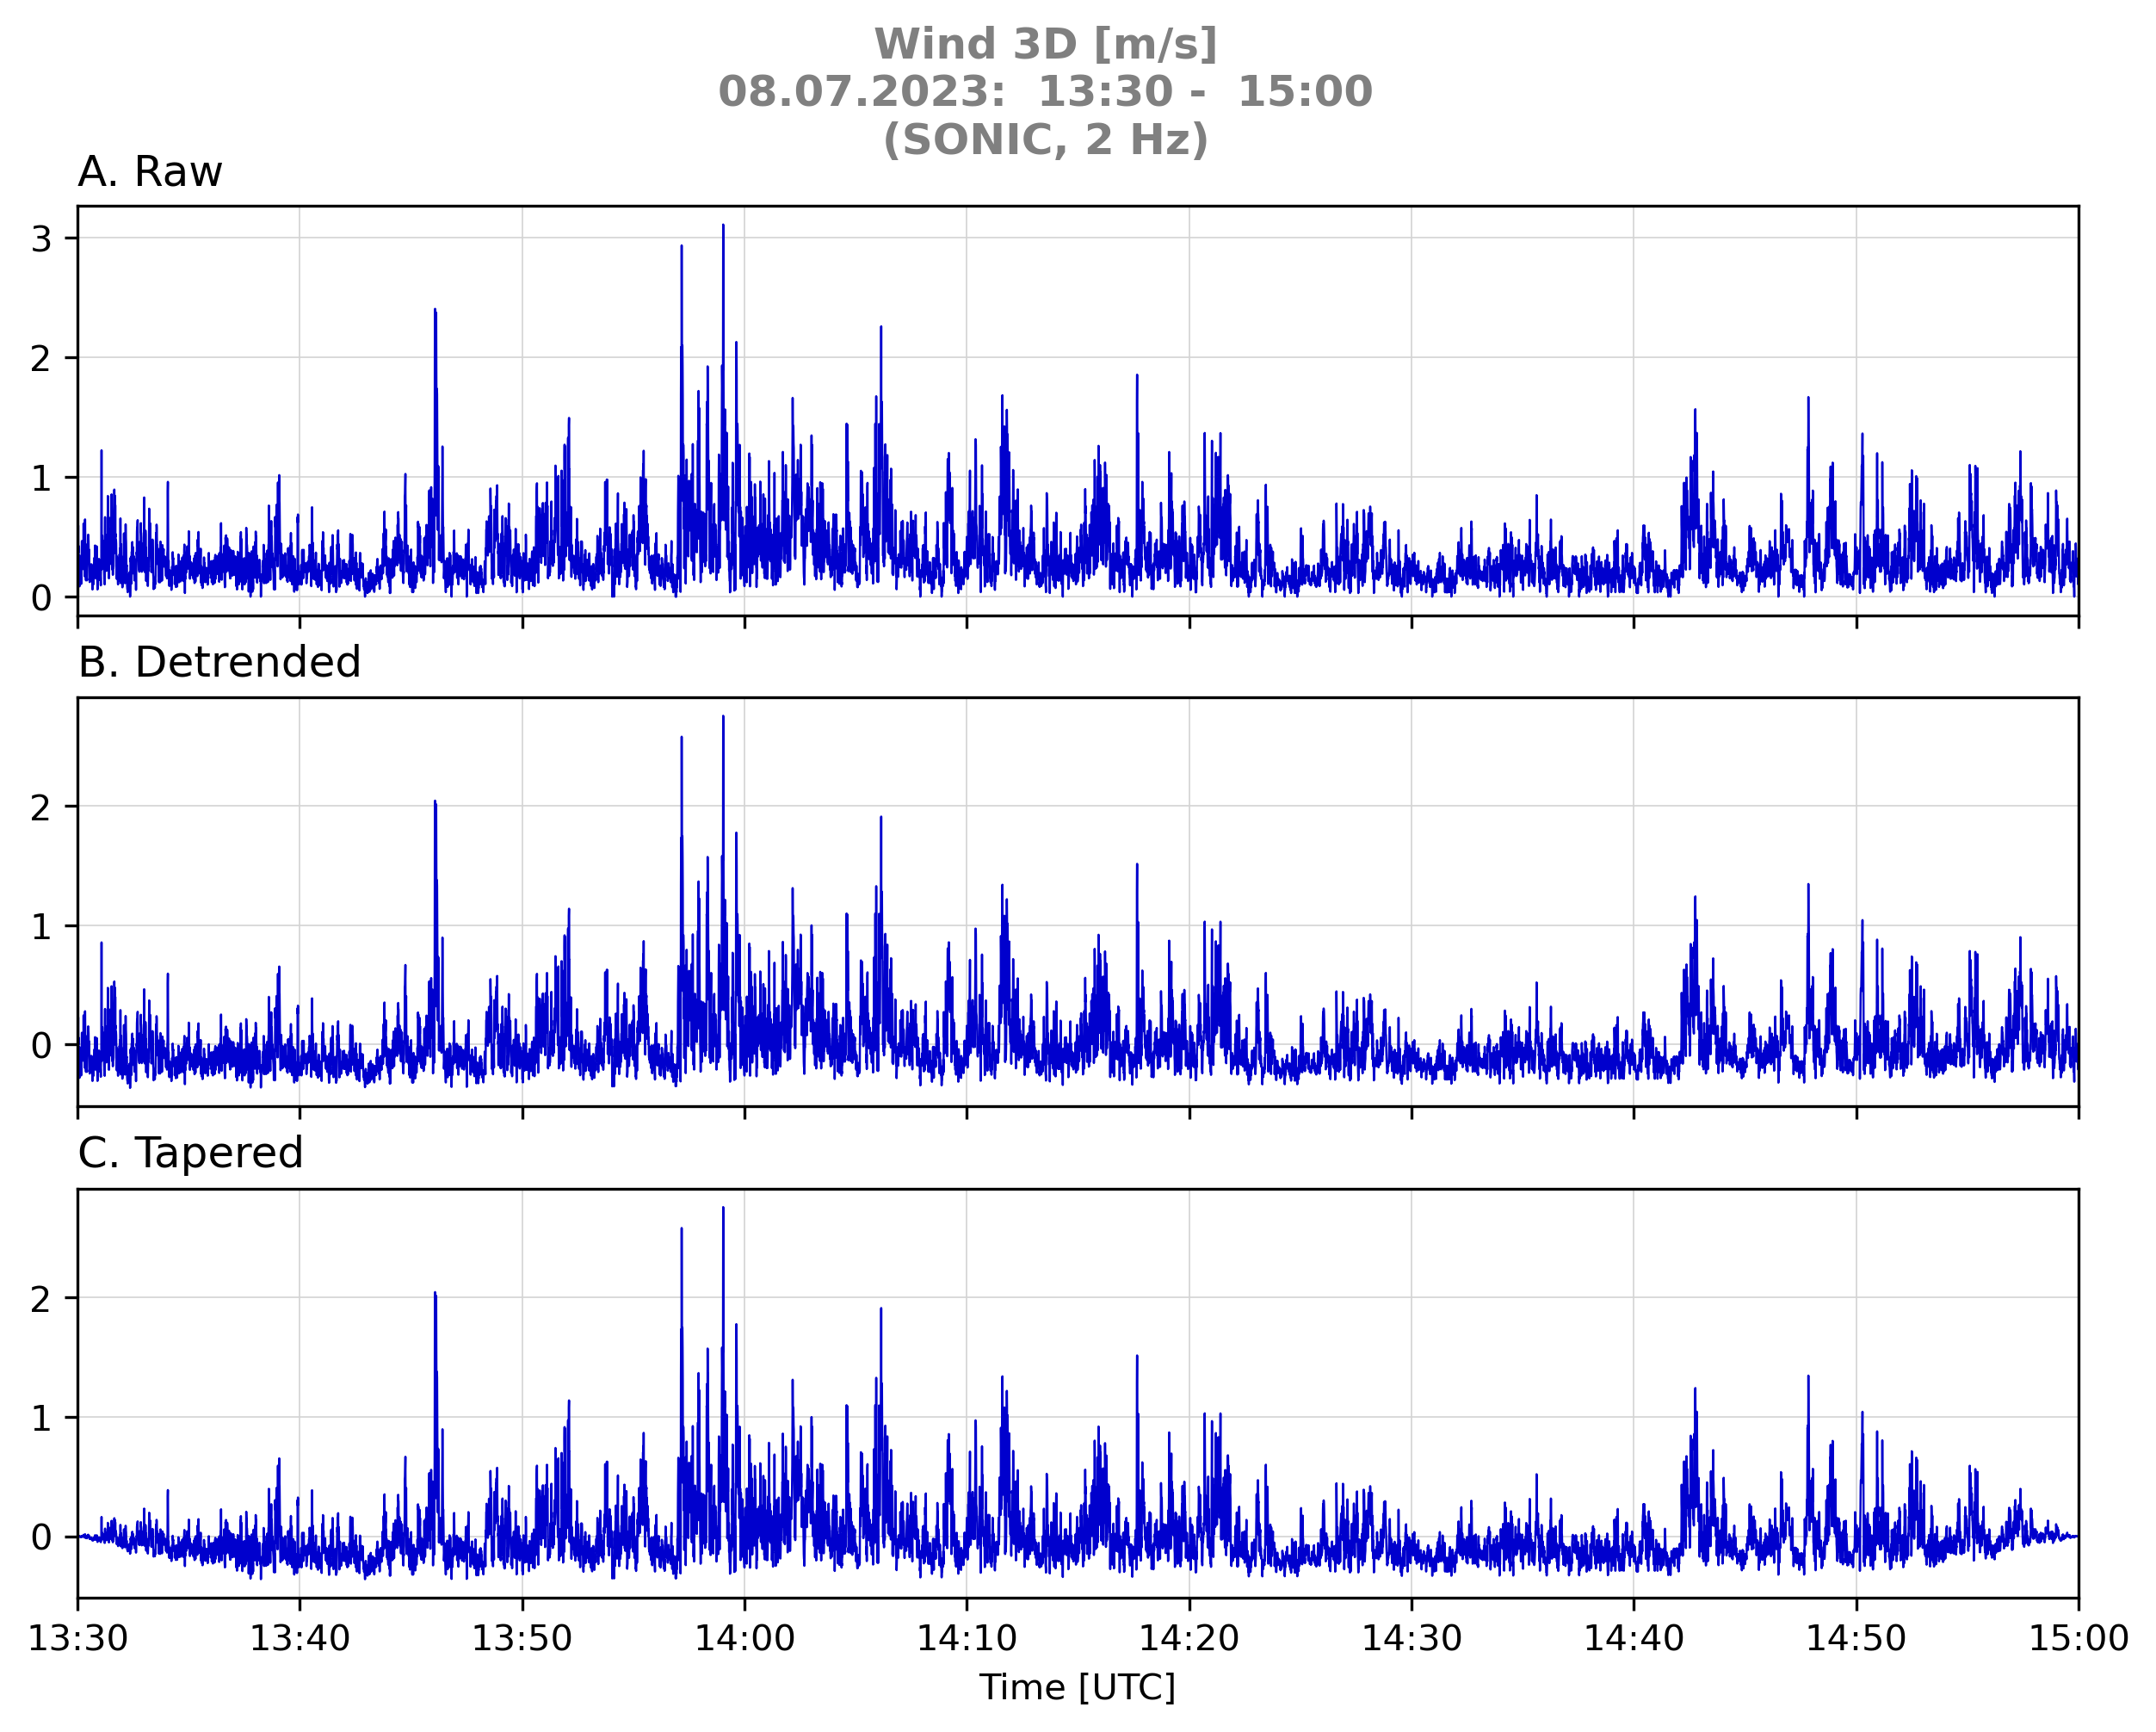 Wind 3D [m/s]
08.07.2023:  13:30 -  15:00
(SONIC, 2 Hz)
A. Raw
3
2
1
0
B. Detrended
2
1
0
C. Tapered
2
1
0
13:30 13:40 13:50 14:00 14:10 14:20 14:30 14:40 14:50 15:00
Time [UTC]